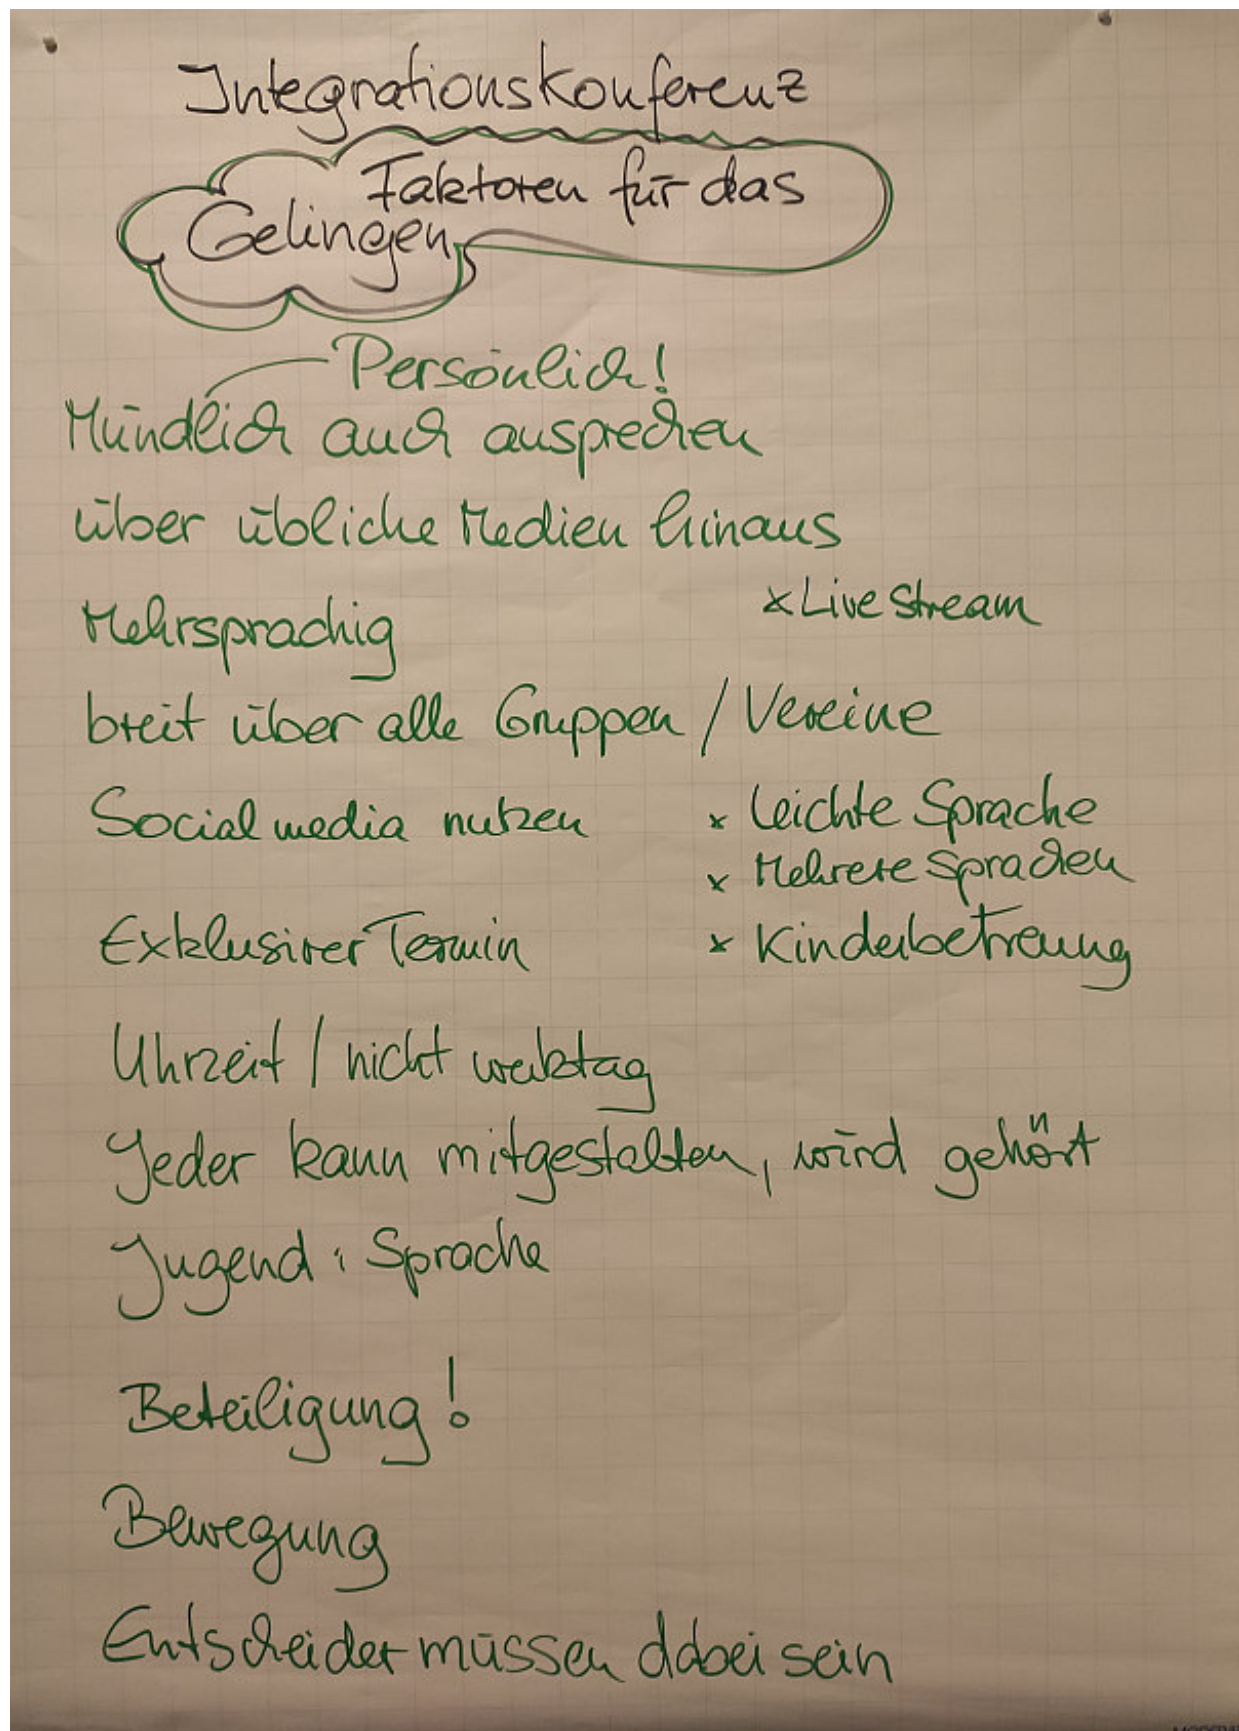 Integrationskonferenz
Faktoren für das
Gelingen
Persönlich!
Mündlich auch ausprechen
über übliche Medien hinaus
x Live Stream
Mehrsprachig
breit über alle Gruppen / Vereine
Social media nutzen
x leichte Sprache
x Mehrere Sprachen
Exklusiver Termin
x Kinderbetreuung
Uhrzeit / nicht werktag
Jeder kann mitgestalten, wird gehört
Jugend: Sprache
Beteiligung!
Bewegung
Entscheider müssen dabei sein